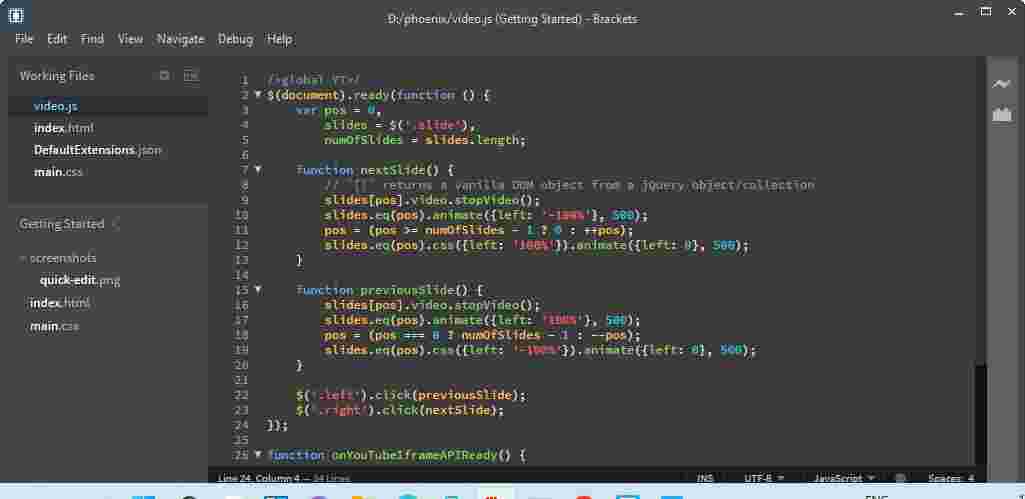 D:/phoenix/video.js (Getting Started) - Brackets
File Edit Find View Navigate Debug Help
Working Files
video.js
index.html
DefaultExtensions.json
main.css
Getting Started
screenshots
quick-edit.png
index.html
main.css
1 /*global YT*/
2 $(document).ready(function () {
3 var pos = 0,
4 slides = $('.slide'),
5 numOfSlides = slides.length;
6
7 function nextSlide() {
8 // `[]` returns a vanilla DOM object from a jQuery object/collection
9 slides[pos].video.stopVideo();
10 slides.eq(pos).animate({left: '-100%'}, 500);
11 pos = (pos >= numOfSlides - 1 ? 0 : ++pos);
12 slides.eq(pos).css({left: '100%'}).animate({left: 0}, 500);
13 }
14
15 function previousSlide() {
16 slides[pos].video.stopVideo();
17 slides.eq(pos).animate({left: '100%'}, 500);
18 pos = (pos === 0 ? numOfSlides - 1 : --pos);
19 slides.eq(pos).css({left: '-100%'}).animate({left: 0}, 500);
20 }
21
22 $('.left').click(previousSlide);
23 $('.right').click(nextSlide);
24 });
25
26 function onYouTubeIframeAPIReady() {
Line 24, Column 4 — 34 Lines INS UTF-8 JavaScript Spaces: 4
ENG